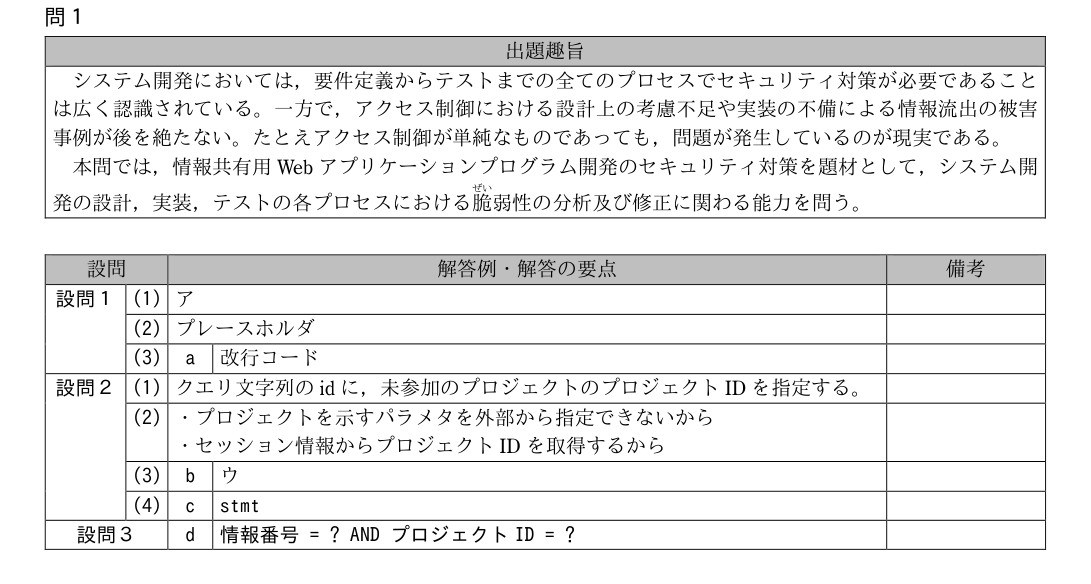 問1
出題趣旨
システム開発においては，要件定義からテストまでの全てのプロセスでセキュリティ対策が必要であること
は広く認識されている。一方で，アクセス制御における設計上の考慮不足や実装の不備による情報流出の被害
事例が後を絶たない。たとえアクセス制御が単純なものであっても，問題が発生しているのが現実である。
本問では，情報共有用 Web アプリケーションプログラム開発のセキュリティ対策を題材として，システム開
ぜい
発の設計，実装，テストの各プロセスにおける脆弱性の分析及び修正に関わる能力を問う。
設問 解答例・解答の要点 備考
設問1 (1) ア
(2) プレースホルダ
(3) a 改行コード
設問2 (1) クエリ文字列の id に，未参加のプロジェクトのプロジェクト ID を指定する。
(2) ・プロジェクトを示すパラメタを外部から指定できないから
・セッション情報からプロジェクト ID を取得するから
(3) b ウ
(4) c stmt
設問3 d 情報番号 = ? AND プロジェクト ID = ?